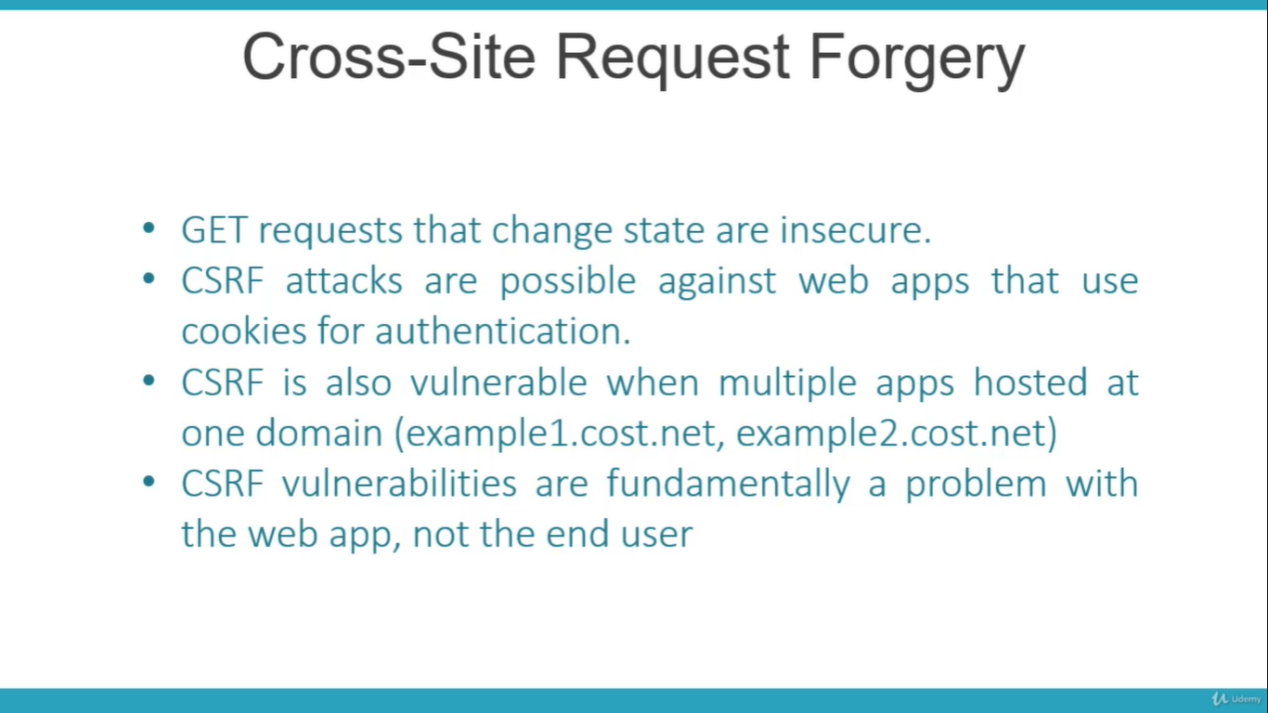 Cross-Site Request Forgery
• GET requests that change state are insecure.
• CSRF attacks are possible against web apps that use
cookies for authentication.
• CSRF is also vulnerable when multiple apps hosted at
one domain (example1.cost.net, example2.cost.net)
• CSRF vulnerabilities are fundamentally a problem with
the web app, not the end user
Udemy